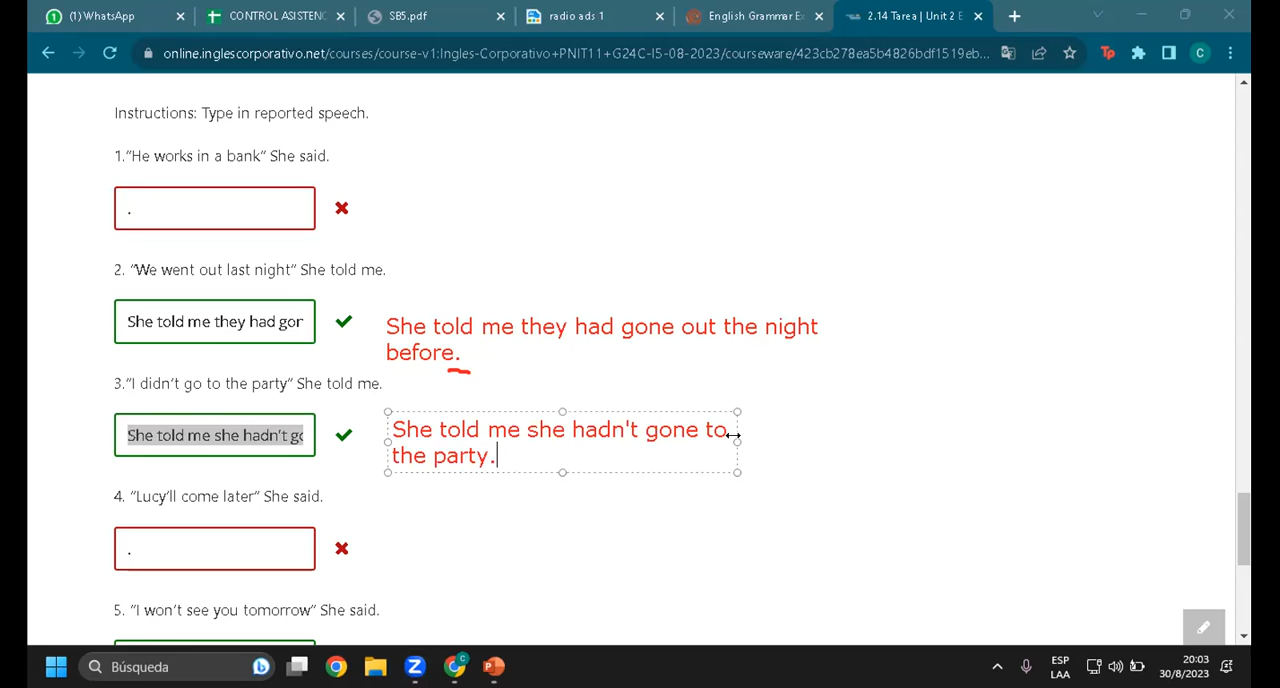 (1) WhatsApp
CONTROL ASISTENC
SB5.pdf
radio ads 1
English Grammar Ex
2.14 Tarea | Unit 2 E
online.inglescorporativo.net/courses/course-v1:Ingles-Corporativo+PNIT11+G24C-I5-08-2023/courseware/423cb278ea5b4826bdf1519eb...
Tp
C
Instructions: Type in reported speech.
1."He works in a bank" She said.
.
2. "We went out last night" She told me.
She told me they had gor
She told me they had gone out the night
before.
3."I didn't go to the party" She told me.
She told me she hadn't go
She told me she hadn't gone to
the party.
4. "Lucy'll come later" She said.
.
5. "I won't see you tomorrow" She said.
Búsqueda
ESP
LAA
20:03
30/8/2023